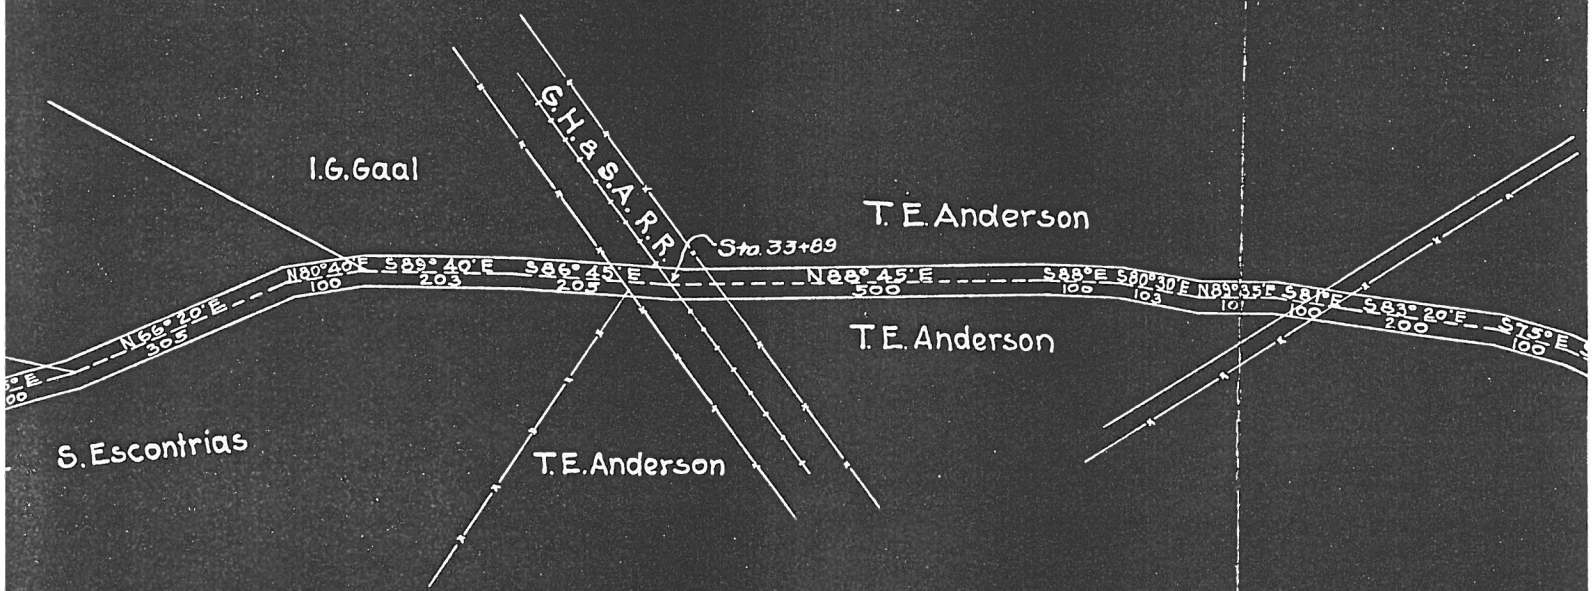 I.G.Gaal
G.H. & S.A. R.R.
T. E. Anderson
Sta. 33+89
N66°20'E
305
N80°40'E
100
S89°40'E
203
S86°45'E
205
N88°45'E
500
S88°E
100
S80°30'E
103
N89°35'E
101
S81°E
100
S83°20'E
200
S75°E
100
T. E. Anderson
S. Escontrias
T. E. Anderson